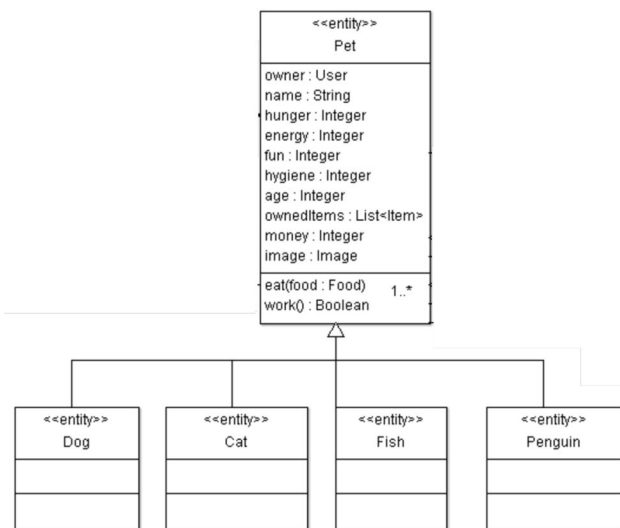 <<entity>>
Pet
owner : User
name : String
hunger : Integer
energy : Integer
fun : Integer
hygiene : Integer
age : Integer
ownedItems : List<Item>
money : Integer
image : Image
eat(food : Food)
1..*
work() : Boolean
<<entity>>
Dog
<<entity>>
Cat
<<entity>>
Fish
<<entity>>
Penguin